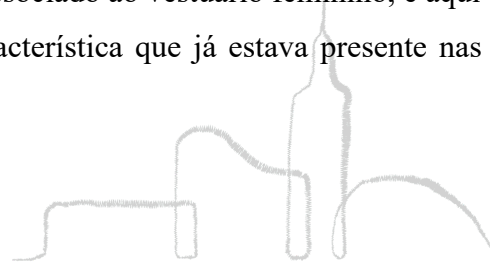 sociado ao vestuário feminino, e aqui
acterística que já estava presente nas